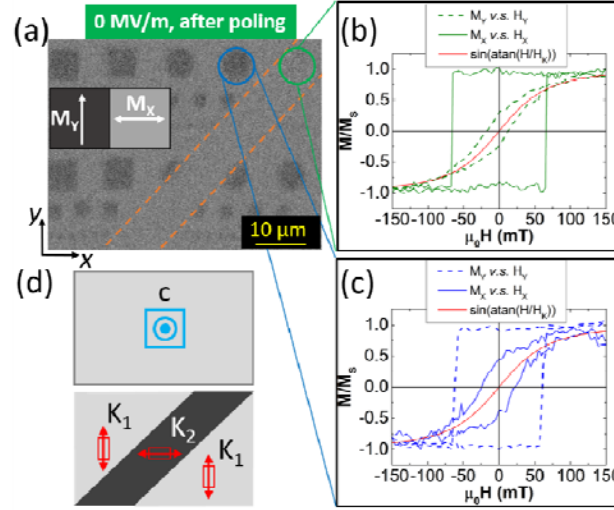 (a)
0 MV/m, after poling
M_Y
M_X
y
x
10 μm
(b)
M_Y v.s. H_Y
M_X v.s. H_X
sin(atan(H/H_K))
M/M_s
1.0
0.5
0.0
-0.5
-1.0
-150 -100 -50 0 50 100 150
μ₀H (mT)
(d)
c
K₁
K₂
K₁
(c)
M_Y v.s. H_Y
M_X v.s. H_X
sin(atan(H/H_K))
M/M_s
1.0
0.5
0.0
-0.5
-1.0
-150 -100 -50 0 50 100 150
μ₀H (mT)